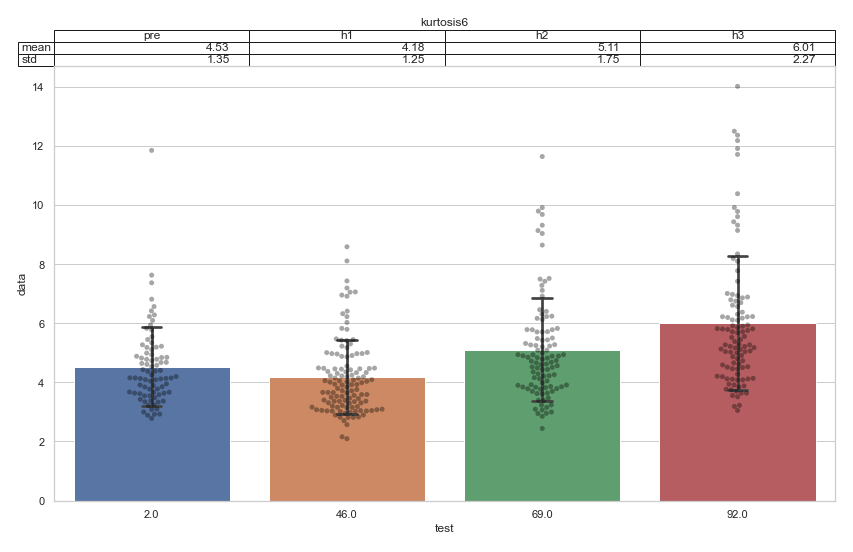 kurtosis6
pre h1 h2 h3
mean 4.53 4.18 5.11 6.01
std 1.35 1.25 1.75 2.27
14
12
10
8
6
4
2
0
data
2.0 46.0 69.0 92.0
test